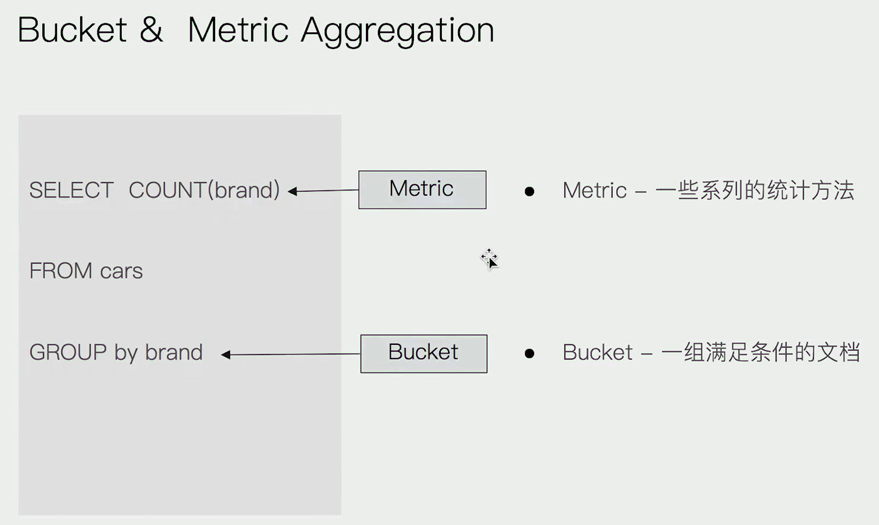 Bucket & Metric Aggregation
SELECT COUNT(brand)
Metric
Metric – 一些系列的统计方法
FROM cars
GROUP by brand
Bucket
Bucket – 一组满足条件的文档